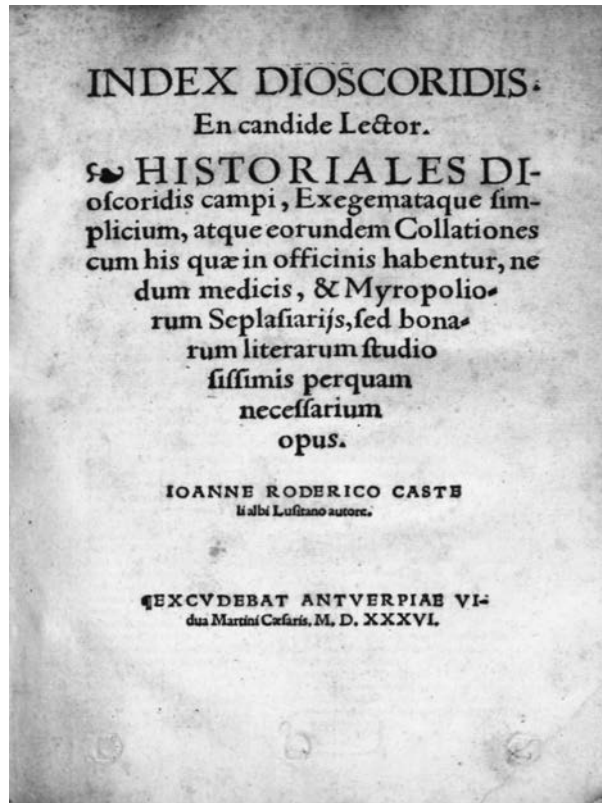 INDEX DIOSCORIDIS.
En candide Lector.
HISTORIALES DI-
oſcoridis campi, Exegemataque ſim-
plicium, atque eorundem Collationes
cum his quæ in officinis habentur, ne
dum medicis, & Myropolio-
rum Seplaſiarijs, ſed bona-
rum literarum ſtudio
ſiſſimis perquam
neceſſarium
opus.
IOANNE RODERICO CASTE
li albi Luſitano autore.
¶EXCVDEBAT ANTVERPIAE VI-
dua Martini Cæſaris. M. D. XXXVI.